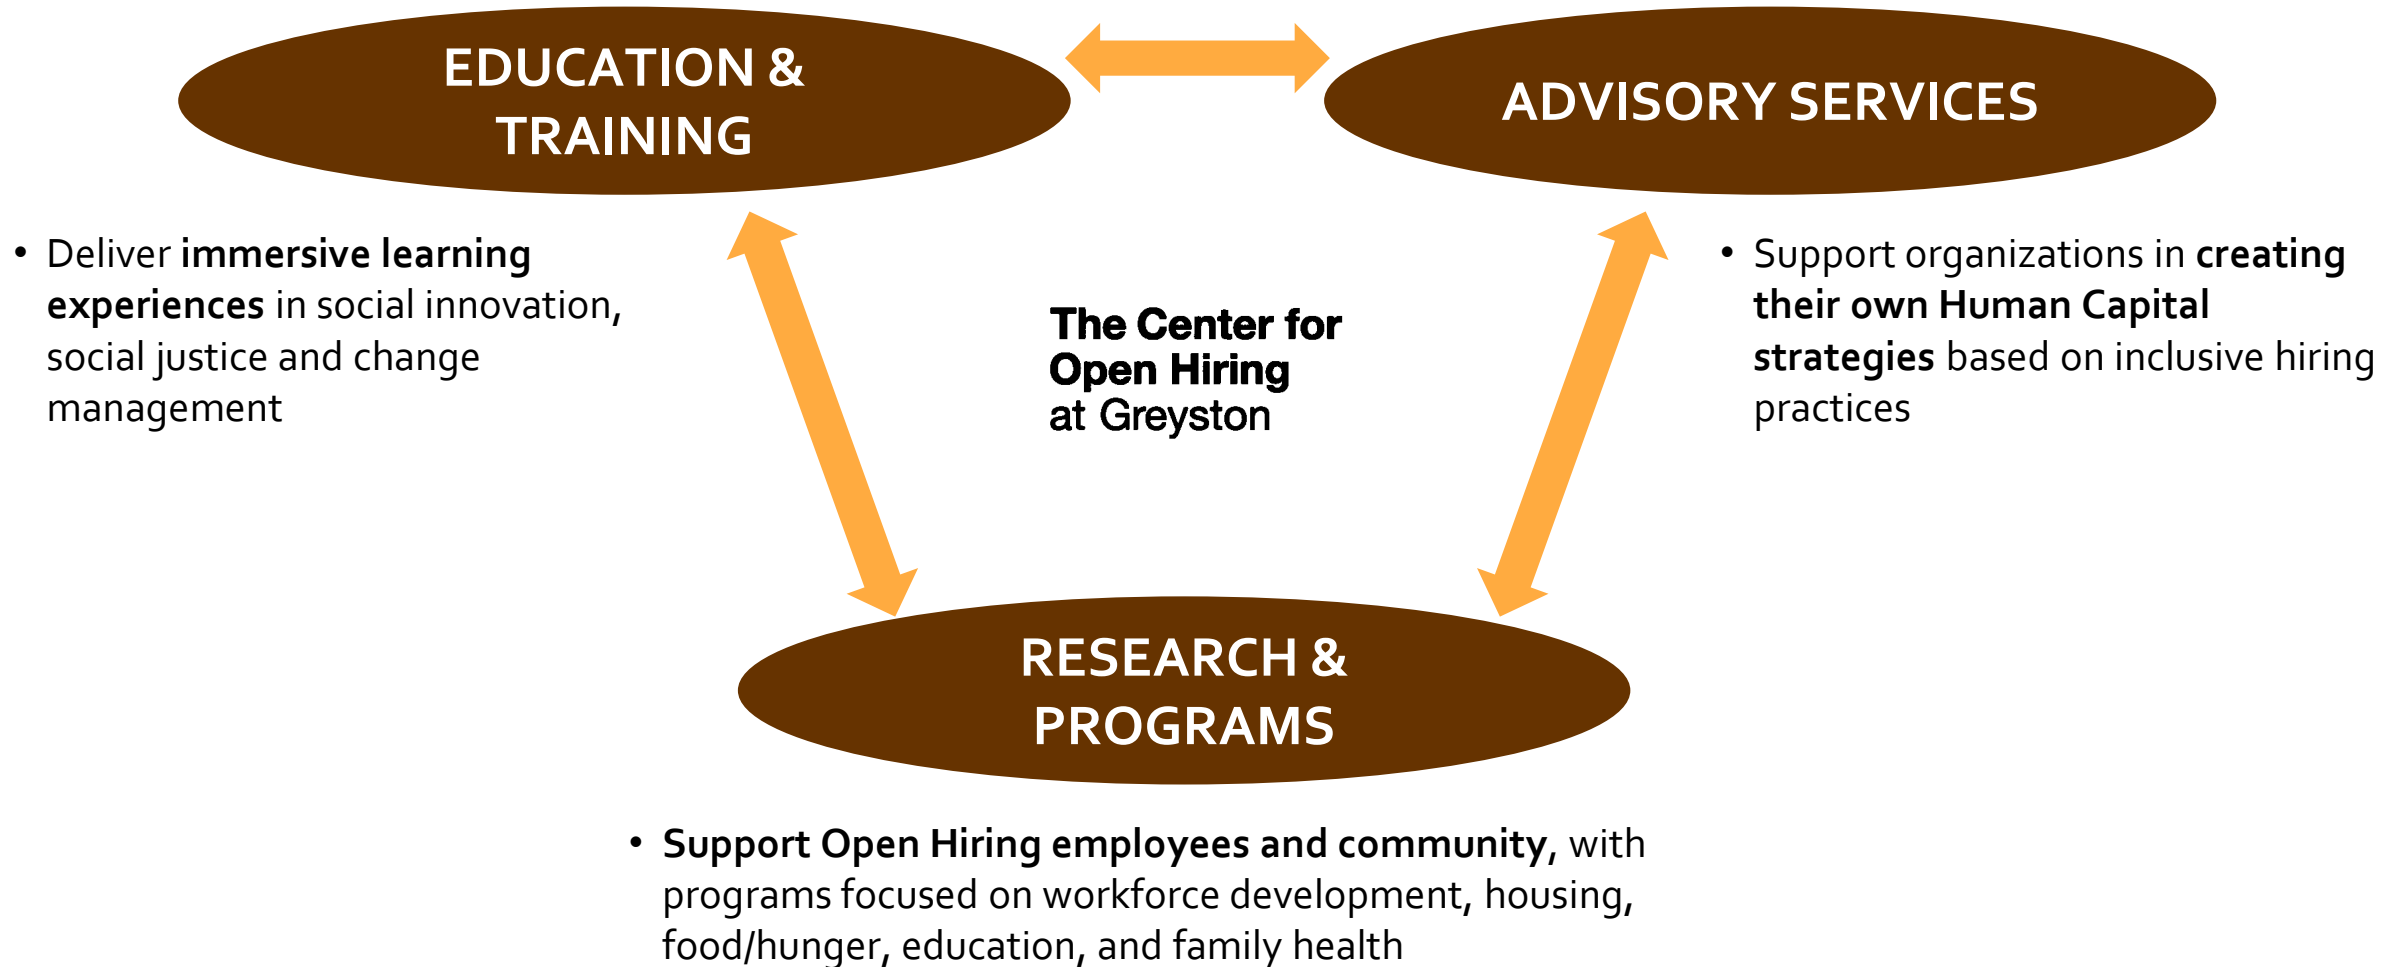 EDUCATION &
TRAINING
ADVISORY SERVICES
• Deliver immersive learning
experiences in social innovation,
social justice and change
management
The Center for
Open Hiring
at Greyston
• Support organizations in creating
their own Human Capital
strategies based on inclusive hiring
practices
RESEARCH &
PROGRAMS
• Support Open Hiring employees and community, with
programs focused on workforce development, housing,
food/hunger, education, and family health